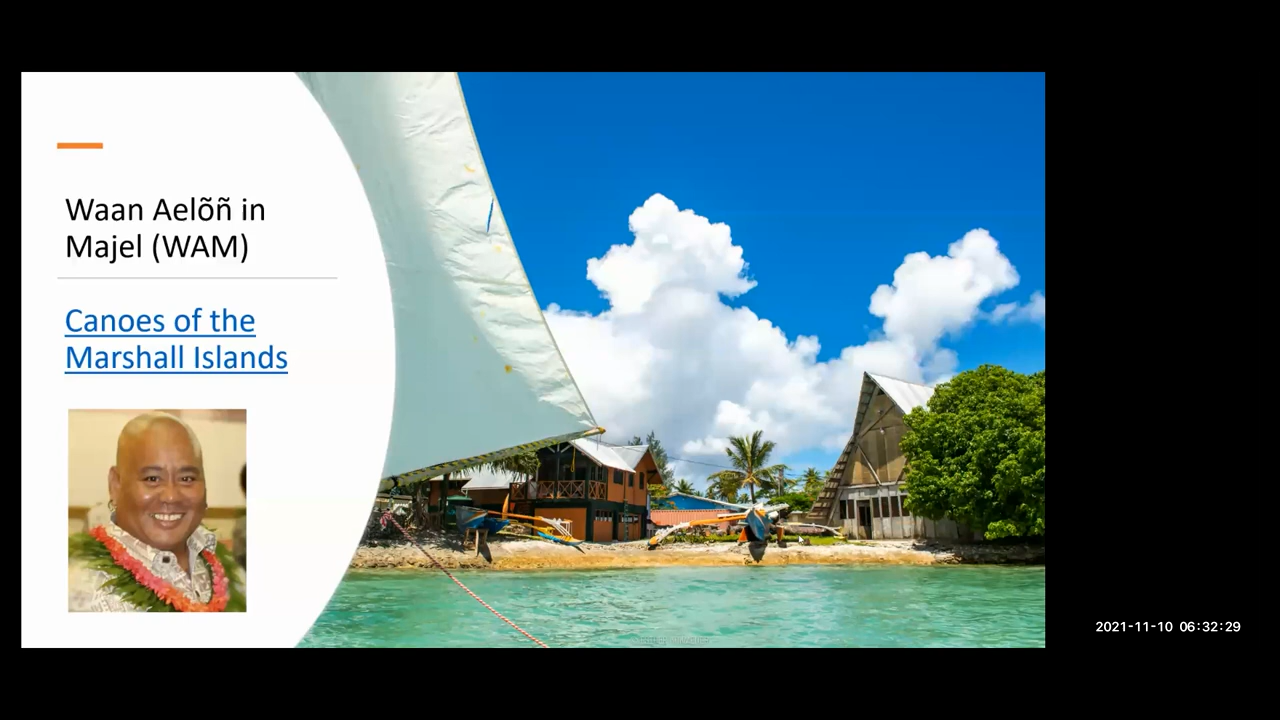 Waan Aelõñ in
Majel (WAM)
Canoes of the
Marshall Islands
2021-11-10 06:32:29